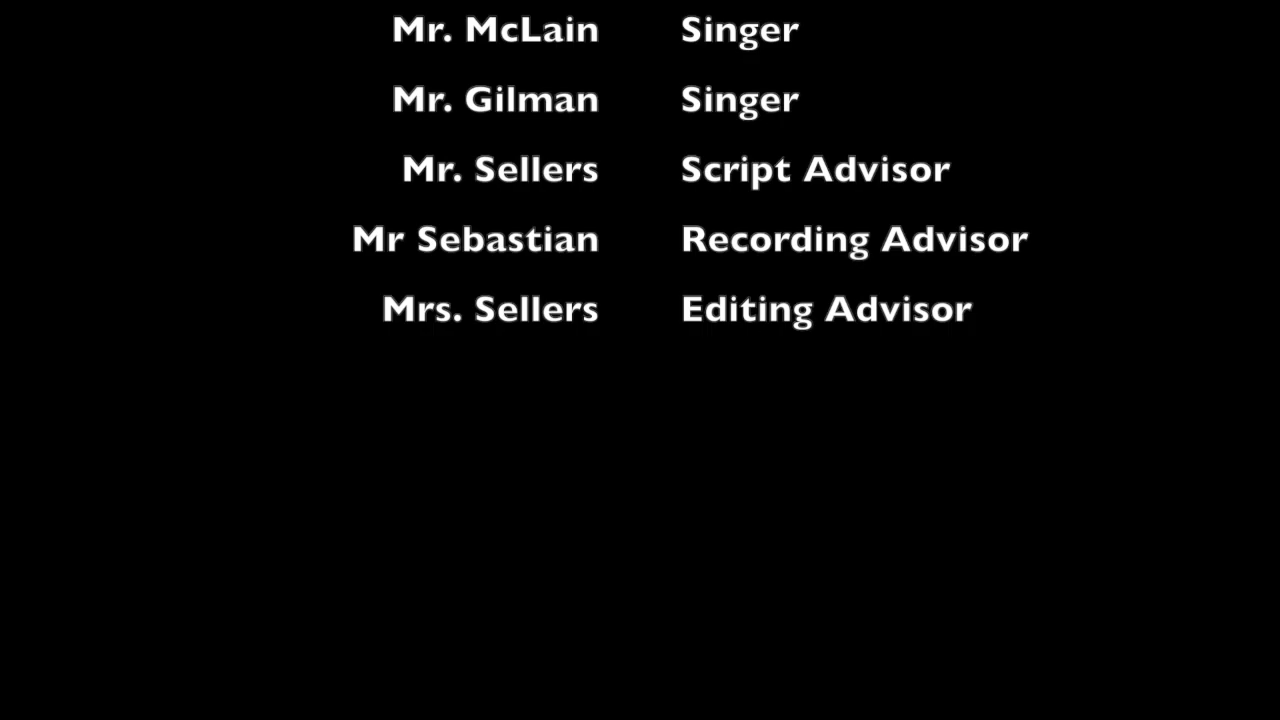 Mr. McLain Singer
Mr. Gilman Singer
Mr. Sellers Script Advisor
Mr Sebastian Recording Advisor
Mrs. Sellers Editing Advisor